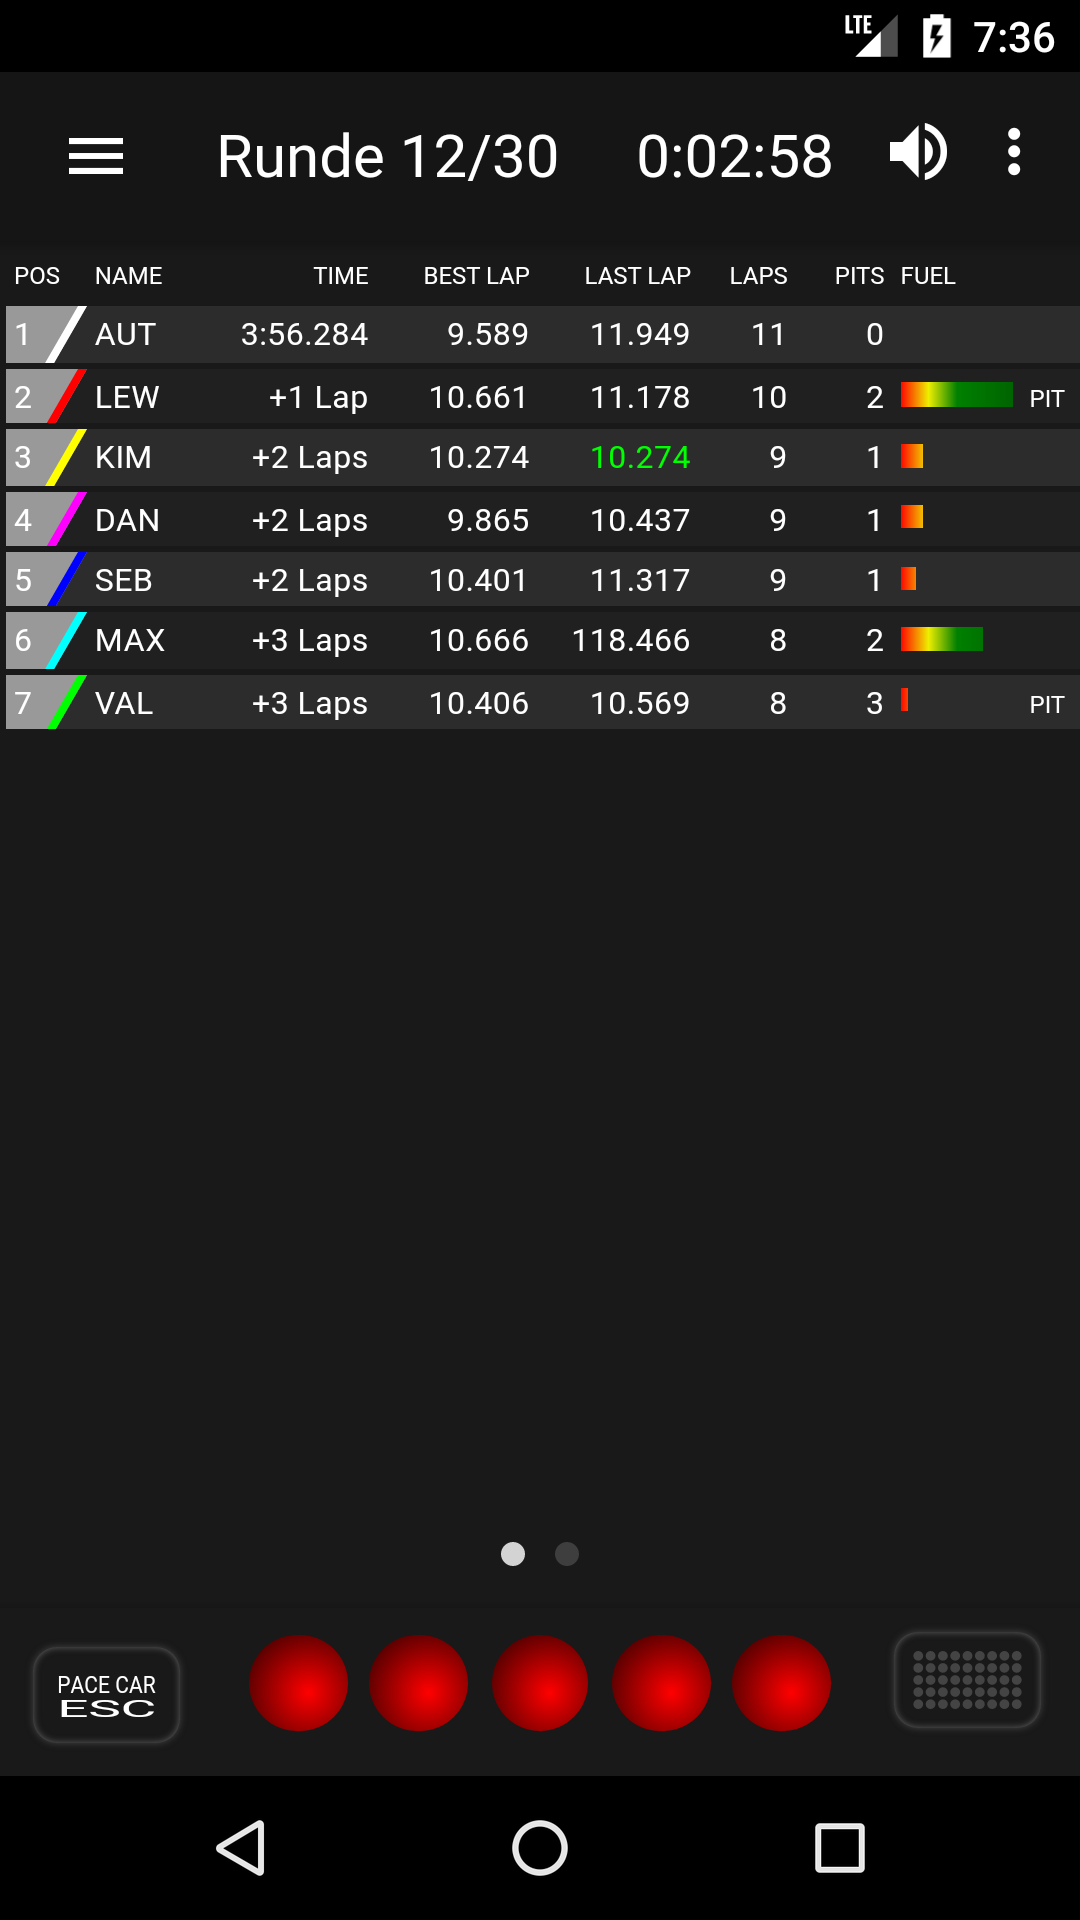 LTE 7:36
Runde 12/30 0:02:58
POS NAME TIME BEST LAP LAST LAP LAPS PITS FUEL
1 AUT 3:56.284 9.589 11.949 11 0
2 LEW +1 Lap 10.661 11.178 10 2 PIT
3 KIM +2 Laps 10.274 10.274 9 1
4 DAN +2 Laps 9.865 10.437 9 1
5 SEB +2 Laps 10.401 11.317 9 1
6 MAX +3 Laps 10.666 118.466 8 2
7 VAL +3 Laps 10.406 10.569 8 3 PIT
PACE CAR
ESC